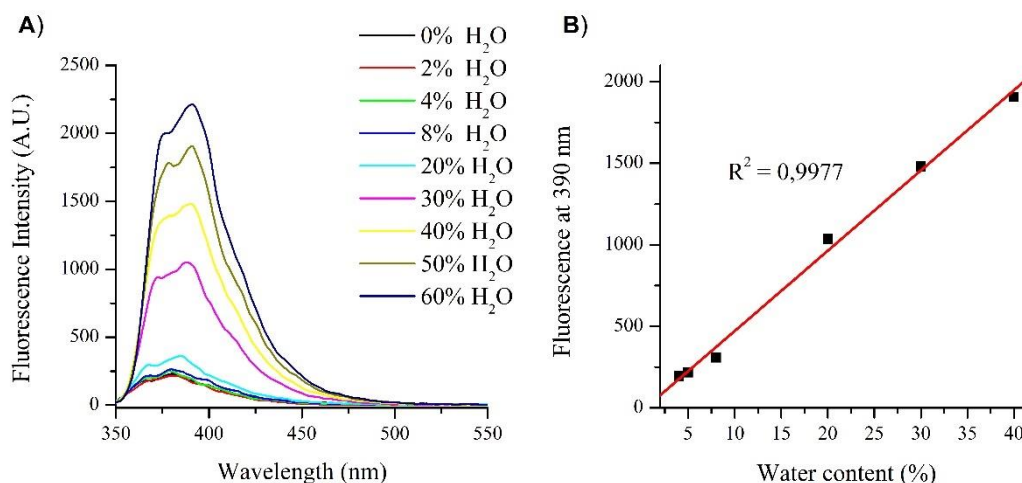 A)
Fluorescence Intensity (A.U.)
2500
2000
1500
1000
500
0
350
400
450
500
550
Wavelength (nm)
0% H₂O
2% H₂O
4% H₂O
8% H₂O
20% H₂O
30% H₂O
40% H₂O
50% H₂O
60% H₂O
B)
Fluorescence at 390 nm
2000
1500
1000
500
0
R² = 0,9977
5
10
15
20
25
30
35
40
Water content (%)